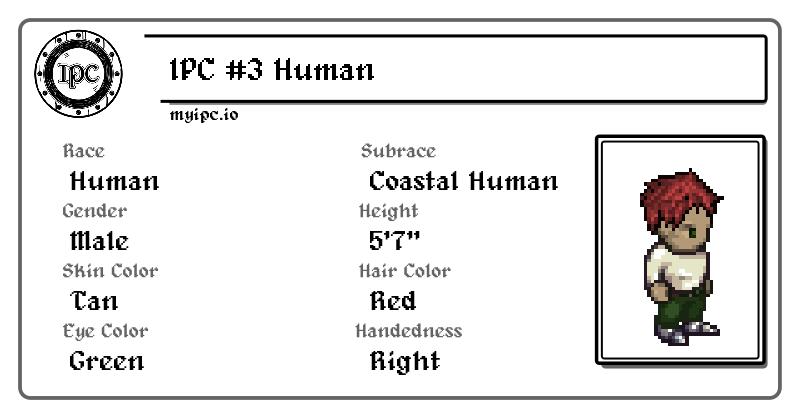 IPC
IPC #3 Human
myipc.io
Race
Human
Subrace
Coastal Human
Gender
Male
Height
5'7"
Skin Color
Tan
Hair Color
Red
Eye Color
Green
Handedness
Right